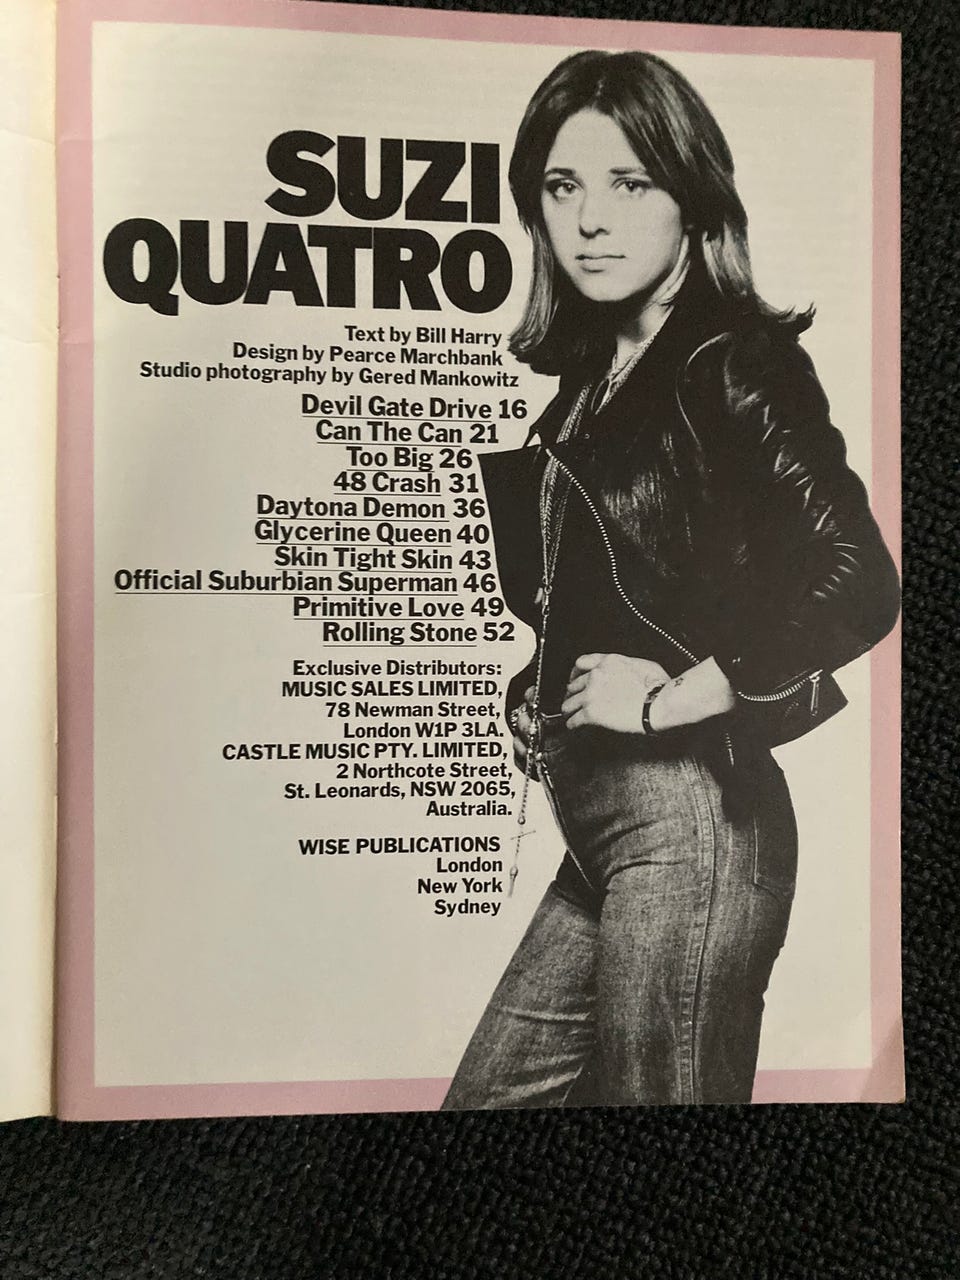 SUZI
QUATRO
Text by Bill Harry
Design by Pearce Marchbank
Studio photography by Gered Mankowitz
Devil Gate Drive 16
Can The Can 21
Too Big 26
48 Crash 31
Daytona Demon 36
Glycerine Queen 40
Skin Tight Skin 43
Official Suburbian Superman 46
Primitive Love 49
Rolling Stone 52
Exclusive Distributors:
MUSIC SALES LIMITED,
78 Newman Street,
London W1P 3LA.
CASTLE MUSIC PTY. LIMITED,
2 Northcote Street,
St. Leonards, NSW 2065,
Australia.
WISE PUBLICATIONS
London
New York
Sydney